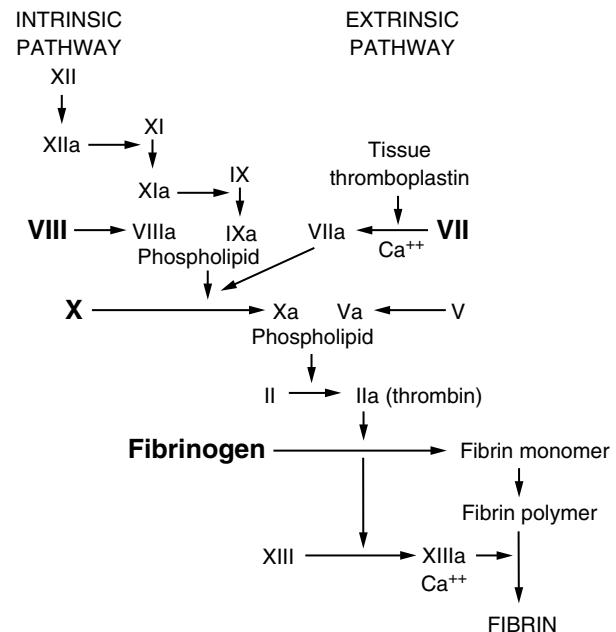 INTRINSIC
PATHWAY
EXTRINSIC
PATHWAY
XII
XIIa
XI
XIa
IX
Tissue
thromboplastin
VIII
VIIIa
IXa
VIIa
VII
Phospholipid
Ca⁺⁺
X
Xa
Va
V
Phospholipid
II
IIa (thrombin)
Fibrinogen
Fibrin monomer
Fibrin polymer
XIII
XIIIa
Ca⁺⁺
FIBRIN